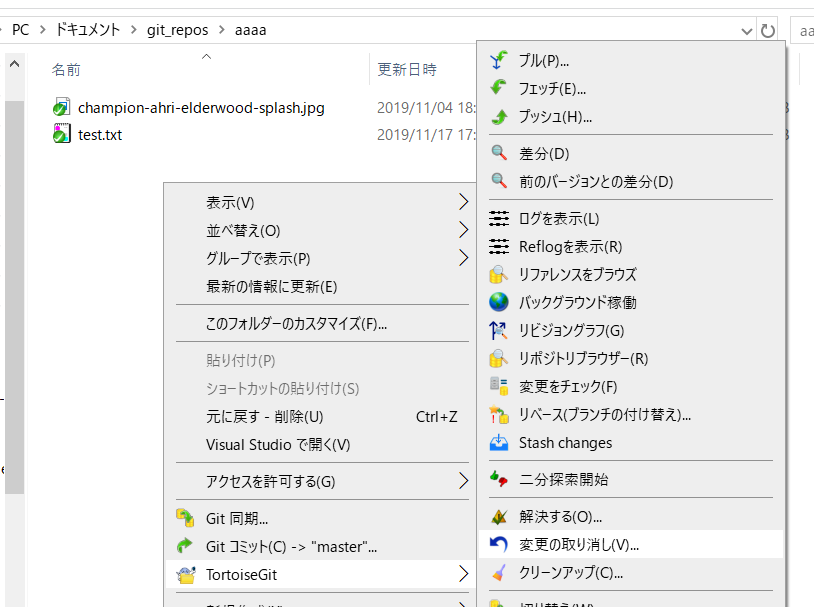 PC > ドキュメント > git_repos > aaaa
aa
名前
更新日時
champion-ahri-elderwood-splash.jpg
2019/11/04 18:
test.txt
2019/11/17 17:
表示(V)
並べ替え(O)
グループで表示(P)
最新の情報に更新(E)
このフォルダーのカスタマイズ(F)...
貼り付け(P)
ショートカットの貼り付け(S)
元に戻す - 削除(U) Ctrl+Z
Visual Studio で開く(V)
アクセスを許可する(G)
Git 同期...
Git コミット(C) -> "master"...
TortoiseGit
プル(P)...
フェッチ(E)...
プッシュ(H)...
差分(D)
前のバージョンとの差分(D)
ログを表示(L)
Reflogを表示(R)
リファレンスをブラウズ
バックグラウンド稼働
リビジョングラフ(G)
リポジトリブラウザー(R)
変更をチェック(F)
リベース(ブランチの付け替え)...
Stash changes
二分探索開始
解決する(O)...
変更の取り消し(V)...
クリーンアップ(C)...